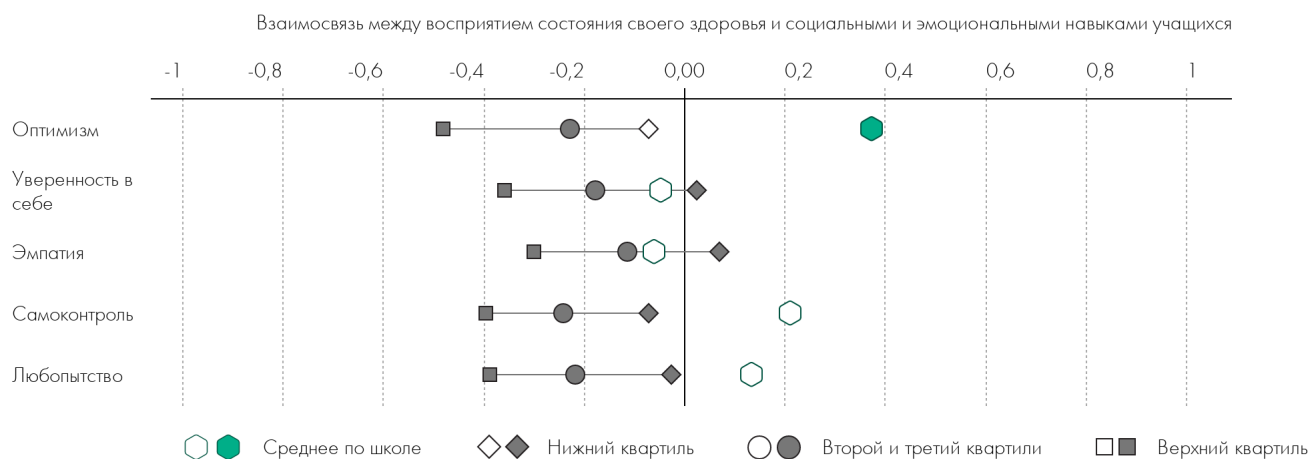 Взаимосвязь между восприятием состояния своего здоровья и социальными и эмоциональными навыками учащихся
-1 -0,8 -0,6 -0,4 -0,2 0,00 0,2 0,4 0,6 0,8 1
Оптимизм
Уверенность в
себе
Эмпатия
Самоконтроль
Любопытство
Среднее по школе Нижний квартиль Второй и третий квартили Верхний квартиль